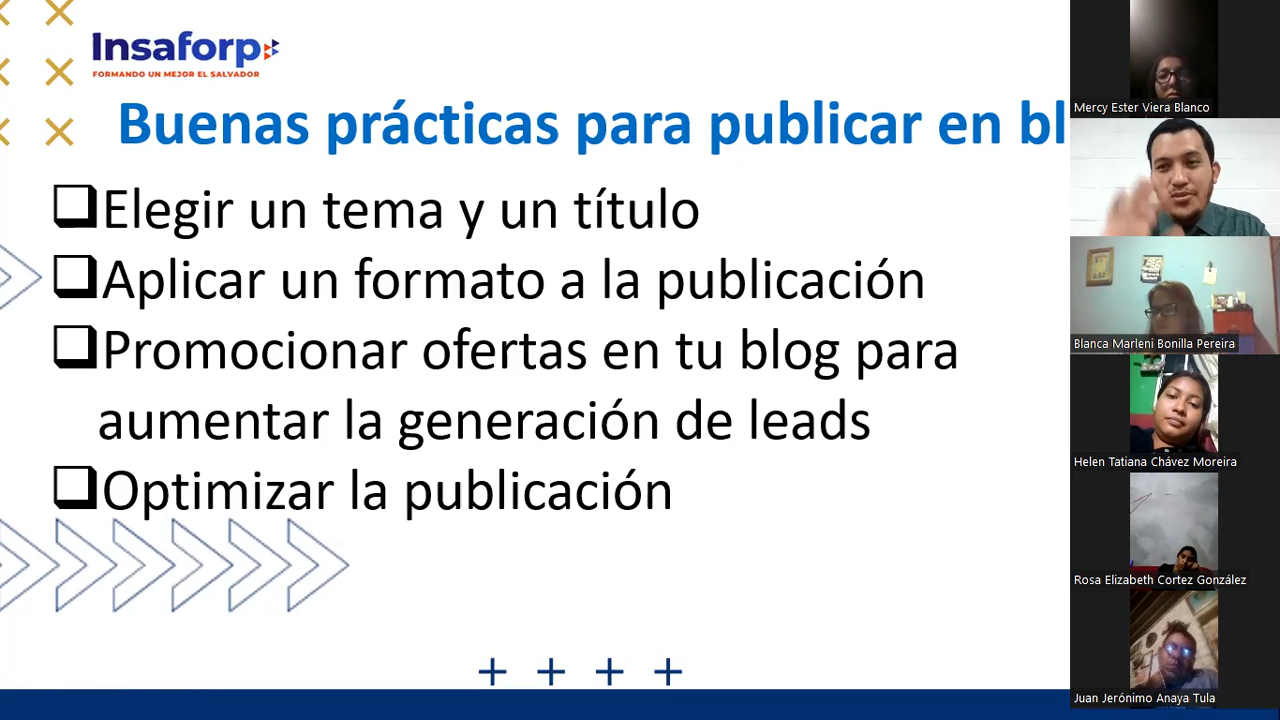 Insaforp
FORMANDO UN MEJOR EL SALVADOR
Buenas prácticas para publicar en bl
Elegir un tema y un título
Aplicar un formato a la publicación
Promocionar ofertas en tu blog para
aumentar la generación de leads
Optimizar la publicación
Mercy Ester Viera Blanco
Blanca Marleni Bonilla Pereira
Helen Tatiana Chávez Moreira
Rosa Elizabeth Cortez González
Juan Jerónimo Anaya Tula